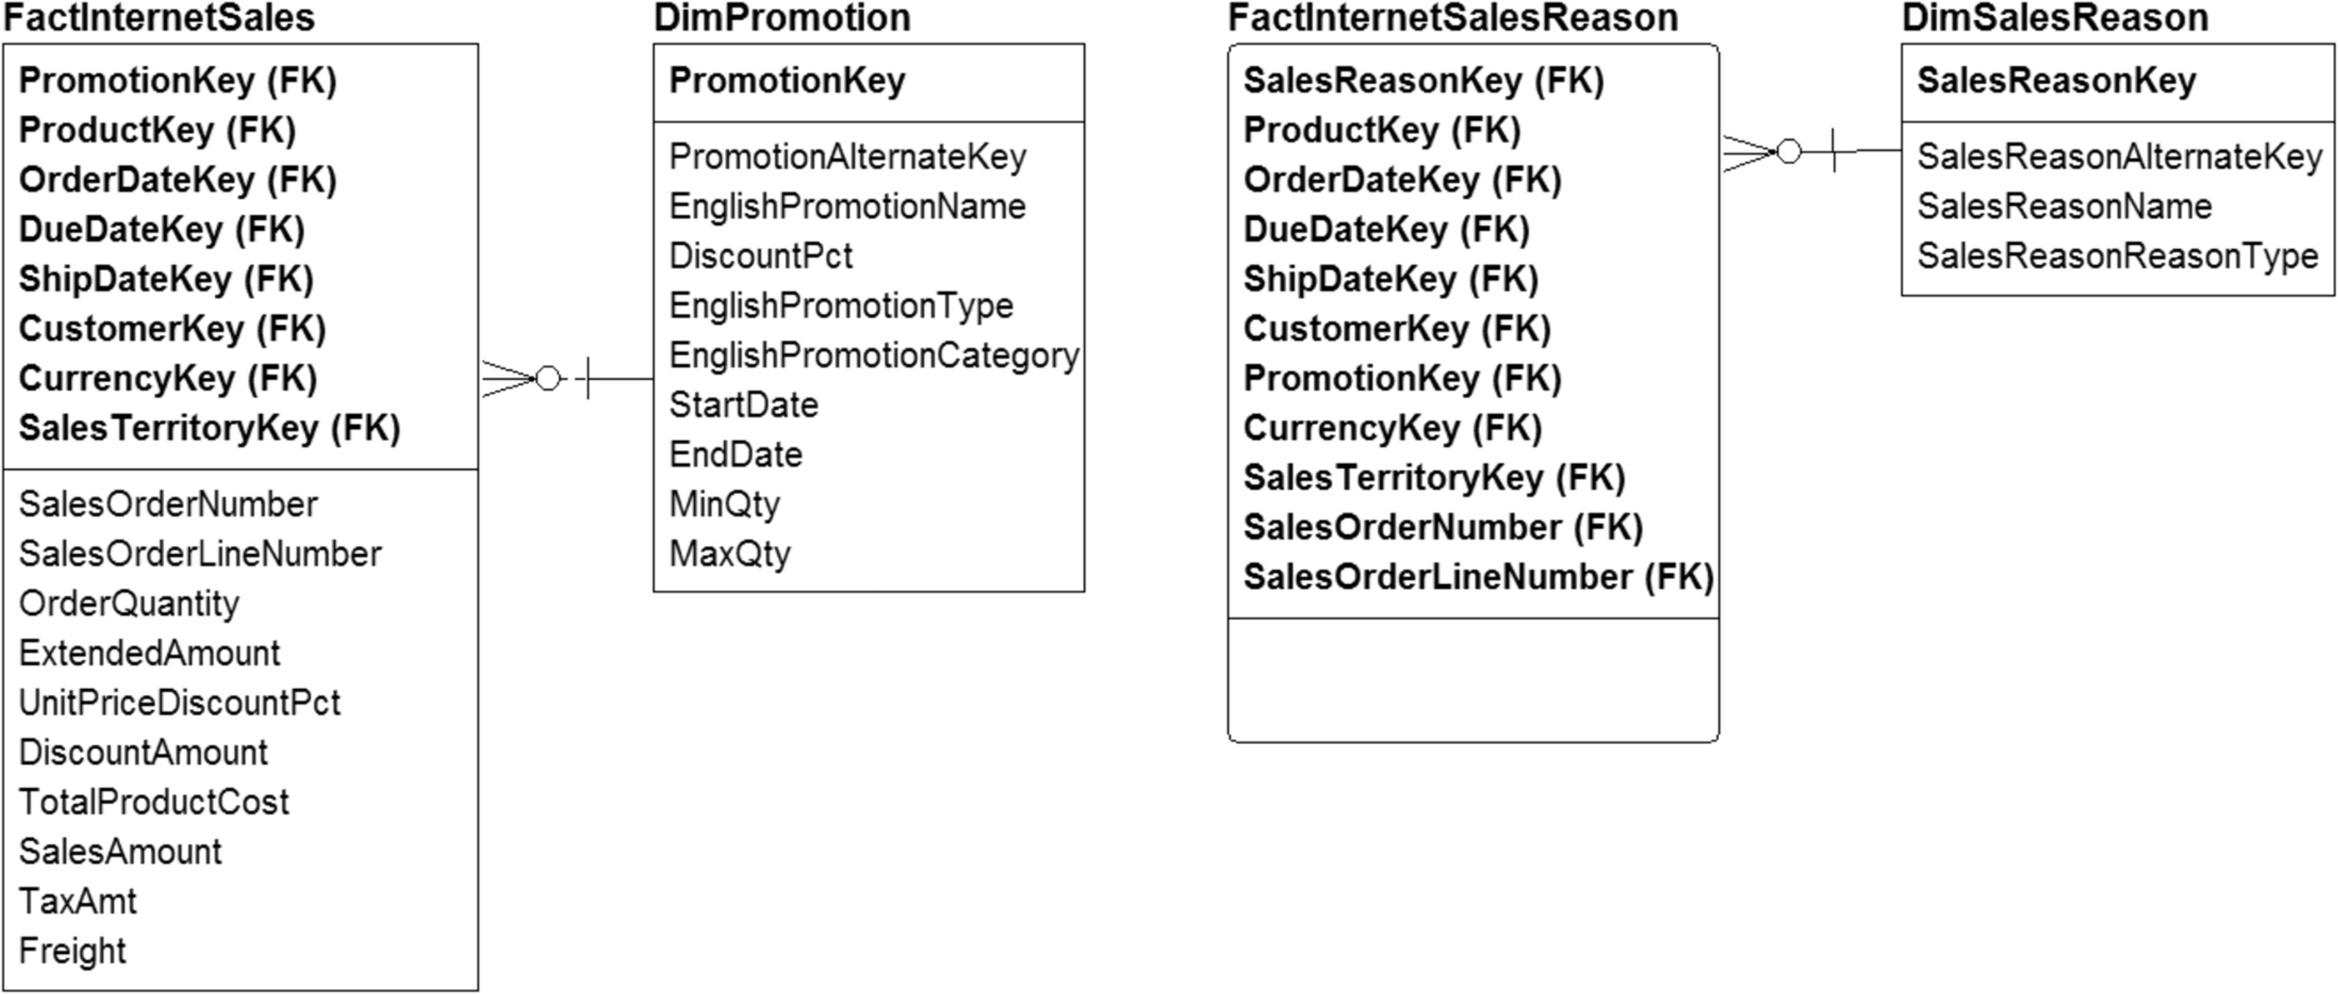 FactInternetSales
PromotionKey (FK)
ProductKey (FK)
OrderDateKey (FK)
DueDateKey (FK)
ShipDateKey (FK)
CustomerKey (FK)
CurrencyKey (FK)
SalesTerritoryKey (FK)
SalesOrderNumber
SalesOrderLineNumber
OrderQuantity
ExtendedAmount
UnitPriceDiscountPct
DiscountAmount
TotalProductCost
SalesAmount
TaxAmt
Freight
DimPromotion
PromotionKey
PromotionAlternateKey
EnglishPromotionName
DiscountPct
EnglishPromotionType
EnglishPromotionCategory
StartDate
EndDate
MinQty
MaxQty
FactInternetSalesReason
SalesReasonKey (FK)
ProductKey (FK)
OrderDateKey (FK)
DueDateKey (FK)
ShipDateKey (FK)
CustomerKey (FK)
PromotionKey (FK)
CurrencyKey (FK)
SalesTerritoryKey (FK)
SalesOrderNumber (FK)
SalesOrderLineNumber (FK)
DimSalesReason
SalesReasonKey
SalesReasonAlternateKey
SalesReasonName
SalesReasonReasonType